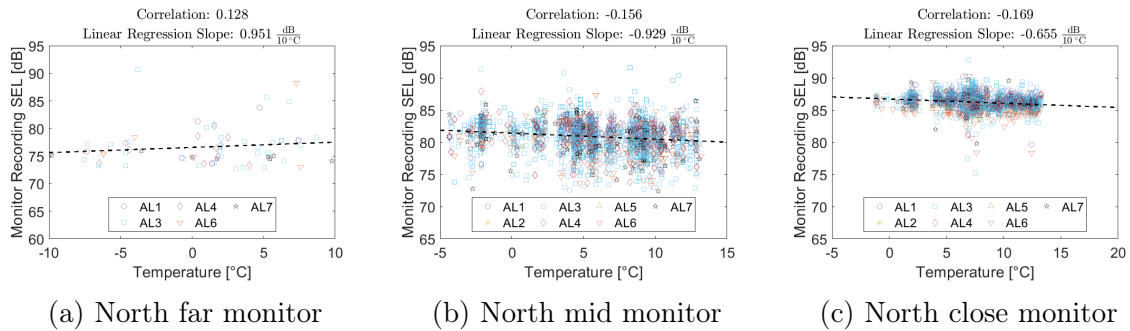 Correlation: 0.128
Linear Regression Slope: 0.951 dB/10 °C
Monitor Recording SEL [dB]
95
90
85
80
75
70
65
60
-10
-5
0
5
10
AL1
AL4
AL7
AL3
AL6
Temperature [°C]
(a) North far monitor
Correlation: -0.156
Linear Regression Slope: -0.929 dB/10 °C
Monitor Recording SEL [dB]
95
90
85
80
75
70
65
-5
0
5
10
15
AL1
AL3
AL5
AL7
AL2
AL4
AL6
Temperature [°C]
(b) North mid monitor
Correlation: -0.169
Linear Regression Slope: -0.655 dB/10 °C
Monitor Recording SEL [dB]
95
90
85
80
75
70
65
-5
0
5
10
15
20
AL1
AL3
AL5
AL7
AL2
AL4
AL6
Temperature [°C]
(c) North close monitor